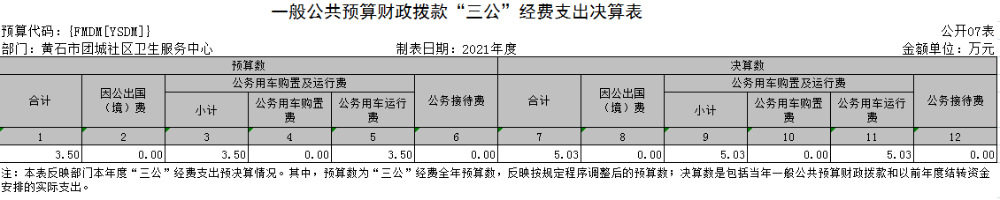 一般公共预算财政拨款“三公”经费支出决算表
预算代码：{FMDM[YSDM]} 公开07表
部门：黄石市团城社区卫生服务中心 制表日期：2021年度 金额单位：万元
预算数 决算数
合计 因公出国（境）费 公务用车购置及运行费 公务接待费 合计 因公出国（境）费 公务用车购置及运行费 公务接待费
小计 公务用车购置费 公务用车运行费 小计 公务用车购置费 公务用车运行费
1 2 3 4 5 6 7 8 9 10 11 12
3.50 0.00 3.50 0.00 3.50 0.00 5.03 0.00 5.03 0.00 5.03 0.00
注：本表反映部门本年度“三公”经费支出预决算情况。其中，预算数为“三公”经费全年预算数，反映按规定程序调整后的预算数；决算数是包括当年一般公共预算财政拨款和以前年度结转资金
安排的实际支出。